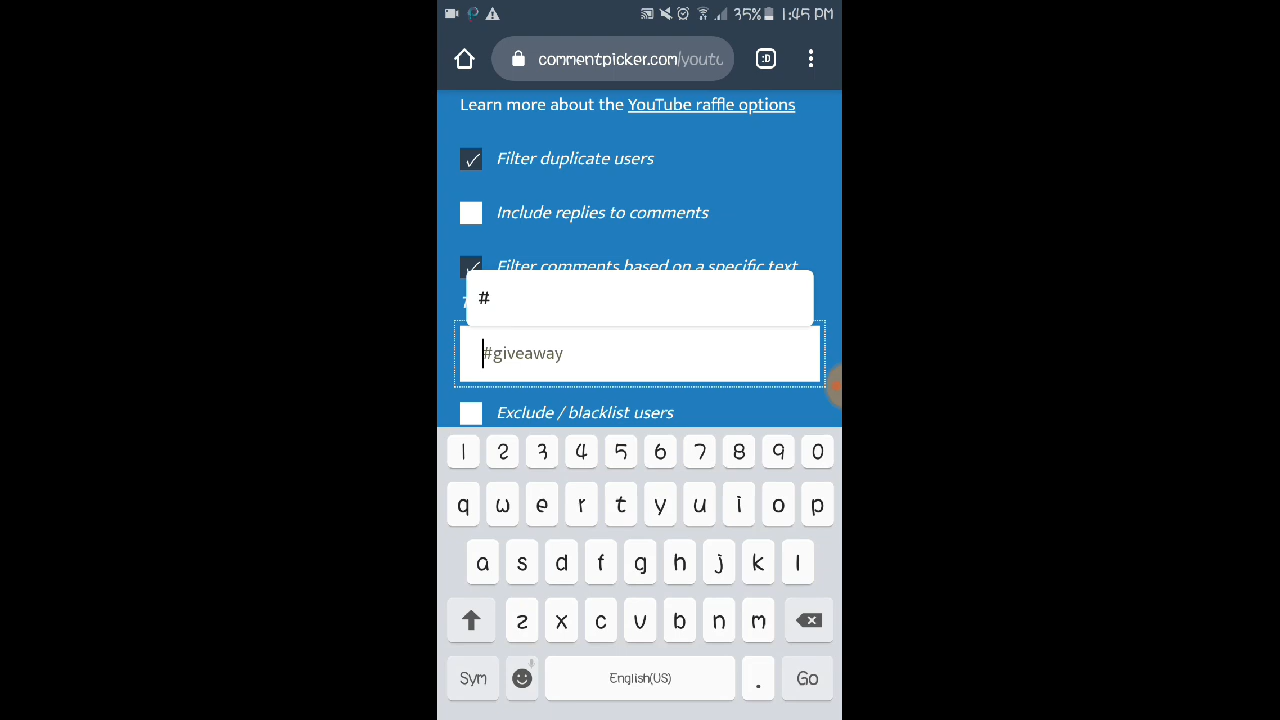 35% 1:45 PM
commentpicker.com/youtu
:D
Learn more about the YouTube raffle options
Filter duplicate users
Include replies to comments
Filter comments based on a specific text
#
#giveaway
Exclude / blacklist users
1 2 3 4 5 6 7 8 9 0
q w e r t y u i o p
a s d f g h j k l
z x c v b n m
Sym English(US) . Go